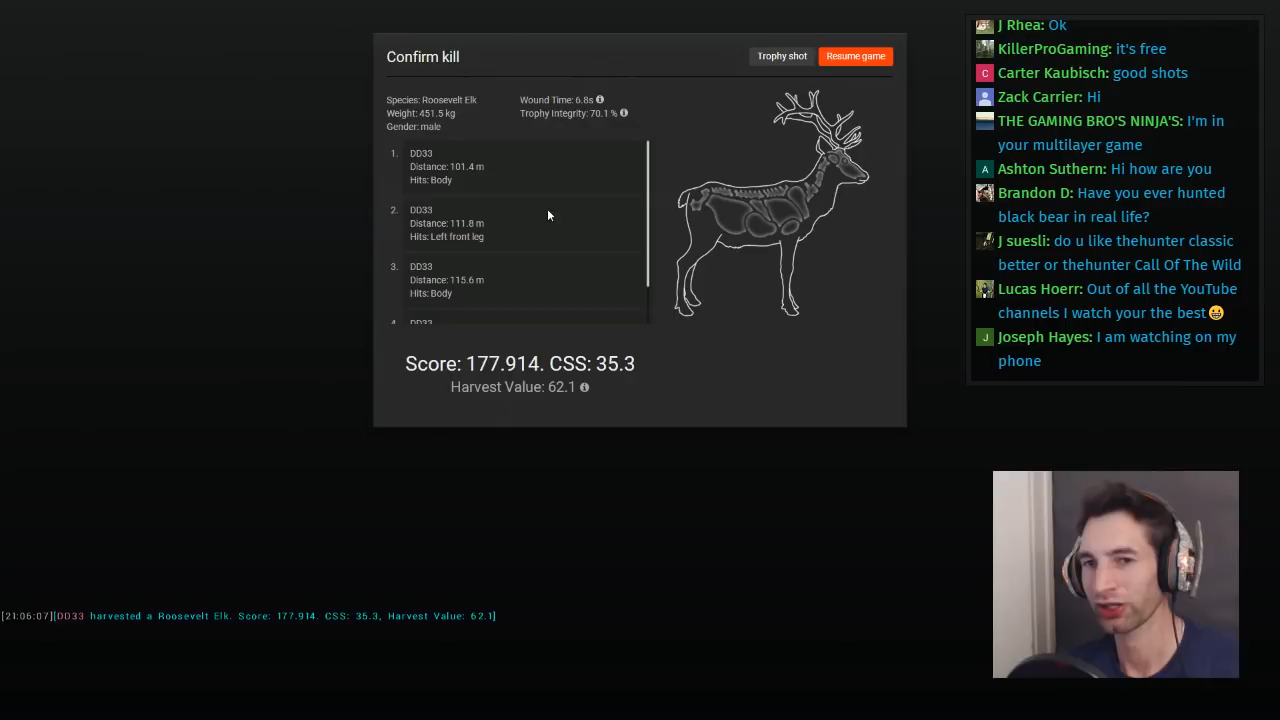 Confirm kill
Trophy shot
Resume game
Species: Roosevelt Elk
Weight: 451.5 kg
Gender: male
Wound Time: 6.8s
Trophy Integrity: 70.1 %
1. DD33
Distance: 101.4 m
Hits: Body
2. DD33
Distance: 111.8 m
Hits: Left front leg
3. DD33
Distance: 115.6 m
Hits: Body
4. DD33
Score: 177.914. CSS: 35.3
Harvest Value: 62.1
[21:06:07][DD33 harvested a Roosevelt Elk. Score: 177.914. CSS: 35.3, Harvest Value: 62.1]
J Rhea: Ok
KillerProGaming: it's free
C Carter Kaubisch: good shots
Zack Carrier: Hi
THE GAMING BRO'S NINJA'S: I'm in
your multilayer game
A Ashton Suthern: Hi how are you
Brandon D: Have you ever hunted
black bear in real life?
J suesli: do u like thehunter classic
better or thehunter Call Of The Wild
Lucas Hoerr: Out of all the YouTube
channels I watch your the best😀
J Joseph Hayes: I am watching on my
phone